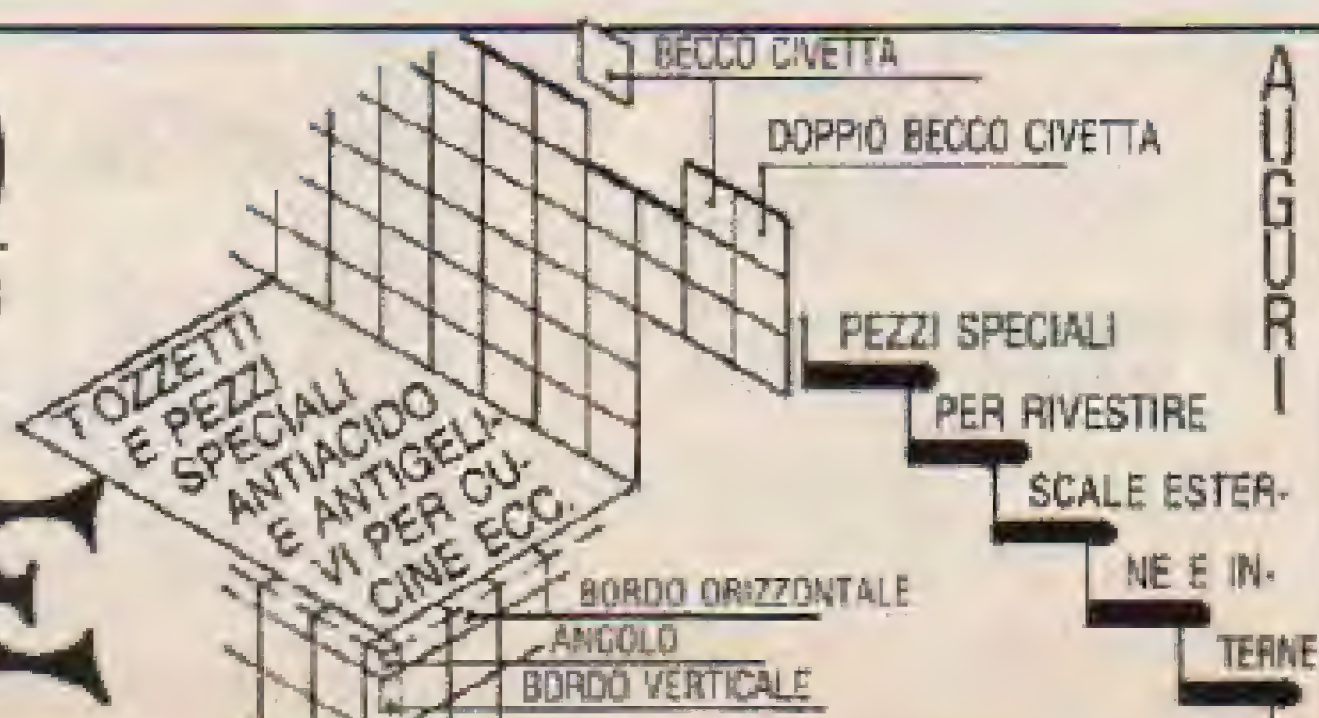 BECCO CIVETTA
DOPPIO BECCO CIVETTA
AUGURI
PEZZI SPECIALI
PER RIVESTIRE
SCALE ESTER-
NE E IN-
TERNE
TOZZETTI
E PEZZI
SPECIALI
ANTIACIDO
E ANTIGELI-
VI PER CU-
CINE ECC.
BORDO ORIZZONTALE
ANGOLO
BORDO VERTICALE